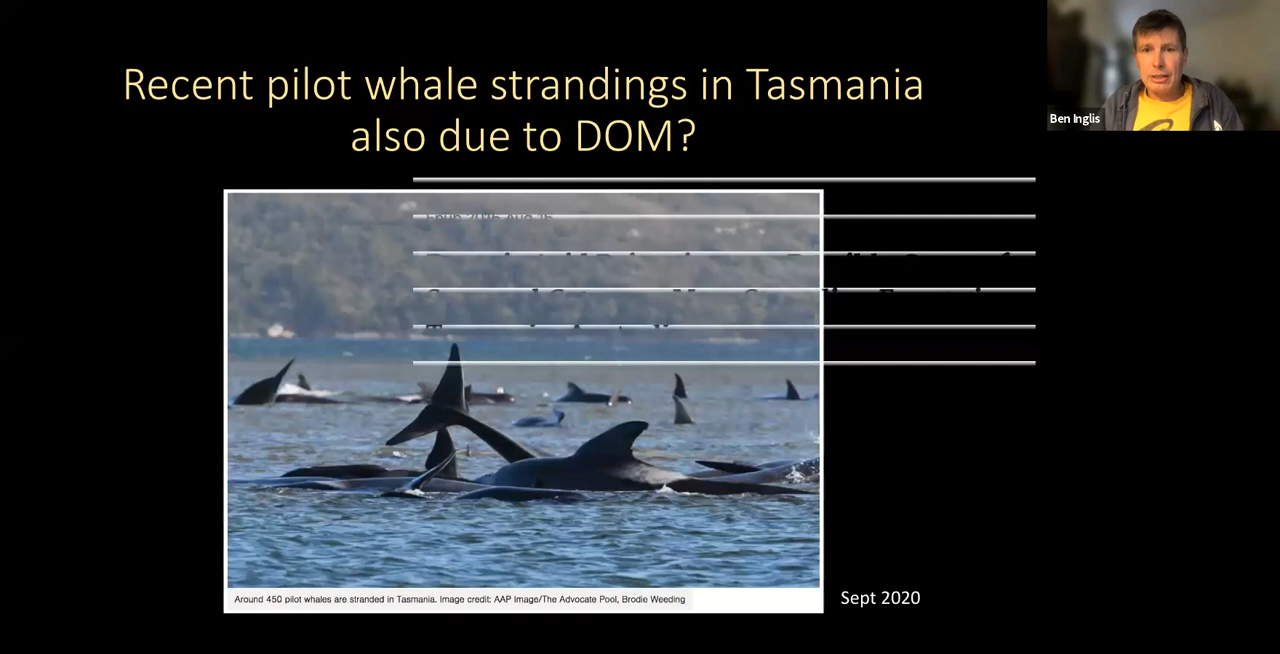 Recent pilot whale strandings in Tasmania
also due to DOM?
Ben Inglis
Around 450 pilot whales are stranded in Tasmania. Image credit: AAP Image/The Advocate Pool, Brodie Weeding
Sept 2020